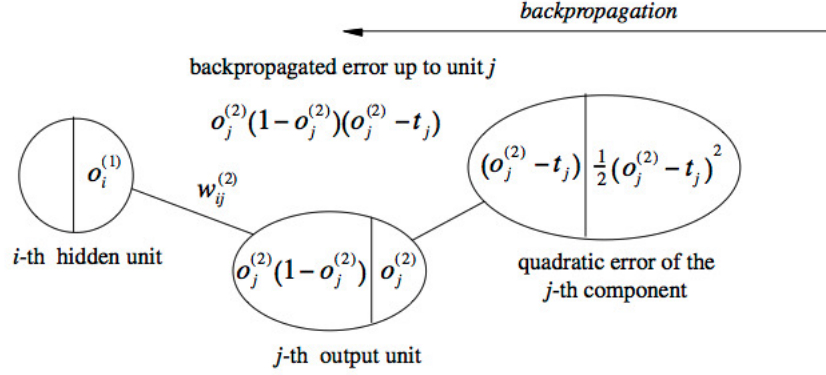 backpropagation
backpropagated error up to unit j
o_j^(2)(1−o_j^(2))(o_j^(2)−t_j)
o_i^(1)
w_ij^(2)
(o_j^(2)−t_j) ½(o_j^(2)−t_j)^2
i-th hidden unit
o_j^(2)(1−o_j^(2)) o_j^(2)
quadratic error of the
j-th component
j-th output unit